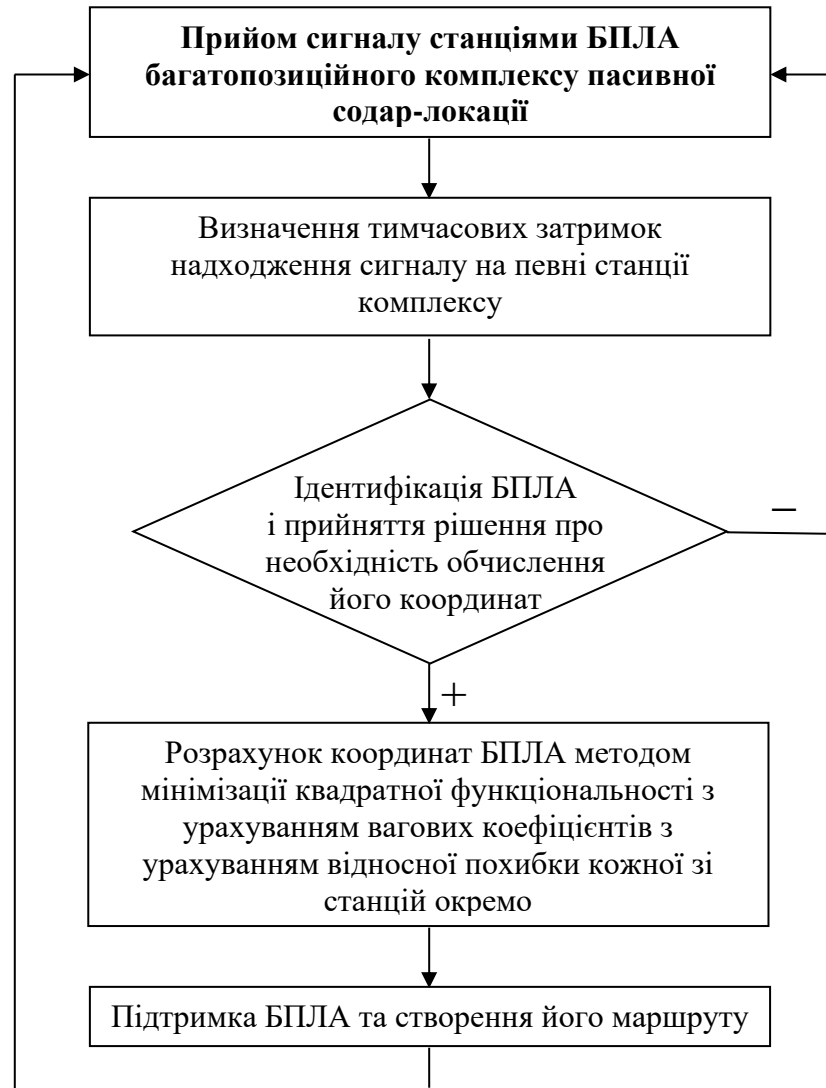 Прийом сигналу станціями БПЛА
багатопозиційного комплексу пасивної
содар-локації
Визначення тимчасових затримок
надходження сигналу на певні станції
комплексу
Ідентифікація БПЛА
і прийняття рішення про
необхідність обчислення
його координат
–
+
Розрахунок координат БПЛА методом
мінімізації квадратної функціональності з
урахуванням вагових коефіцієнтів з
урахуванням відносної похибки кожної зі
станцій окремо
Підтримка БПЛА та створення його маршруту